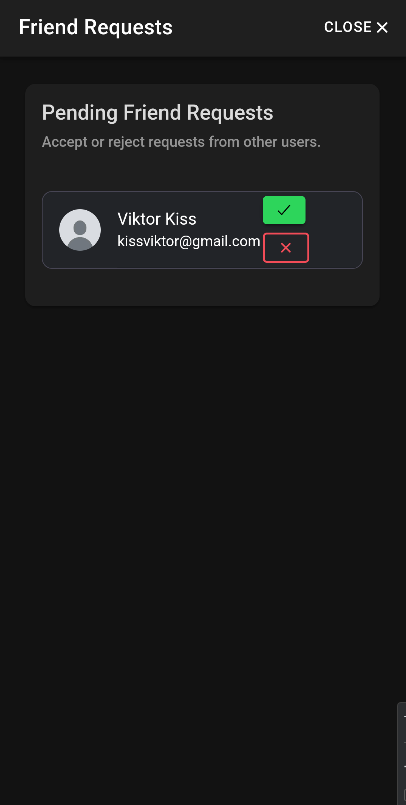 Friend Requests
CLOSE
Pending Friend Requests
Accept or reject requests from other users.
Viktor Kiss
kissviktor@gmail.com